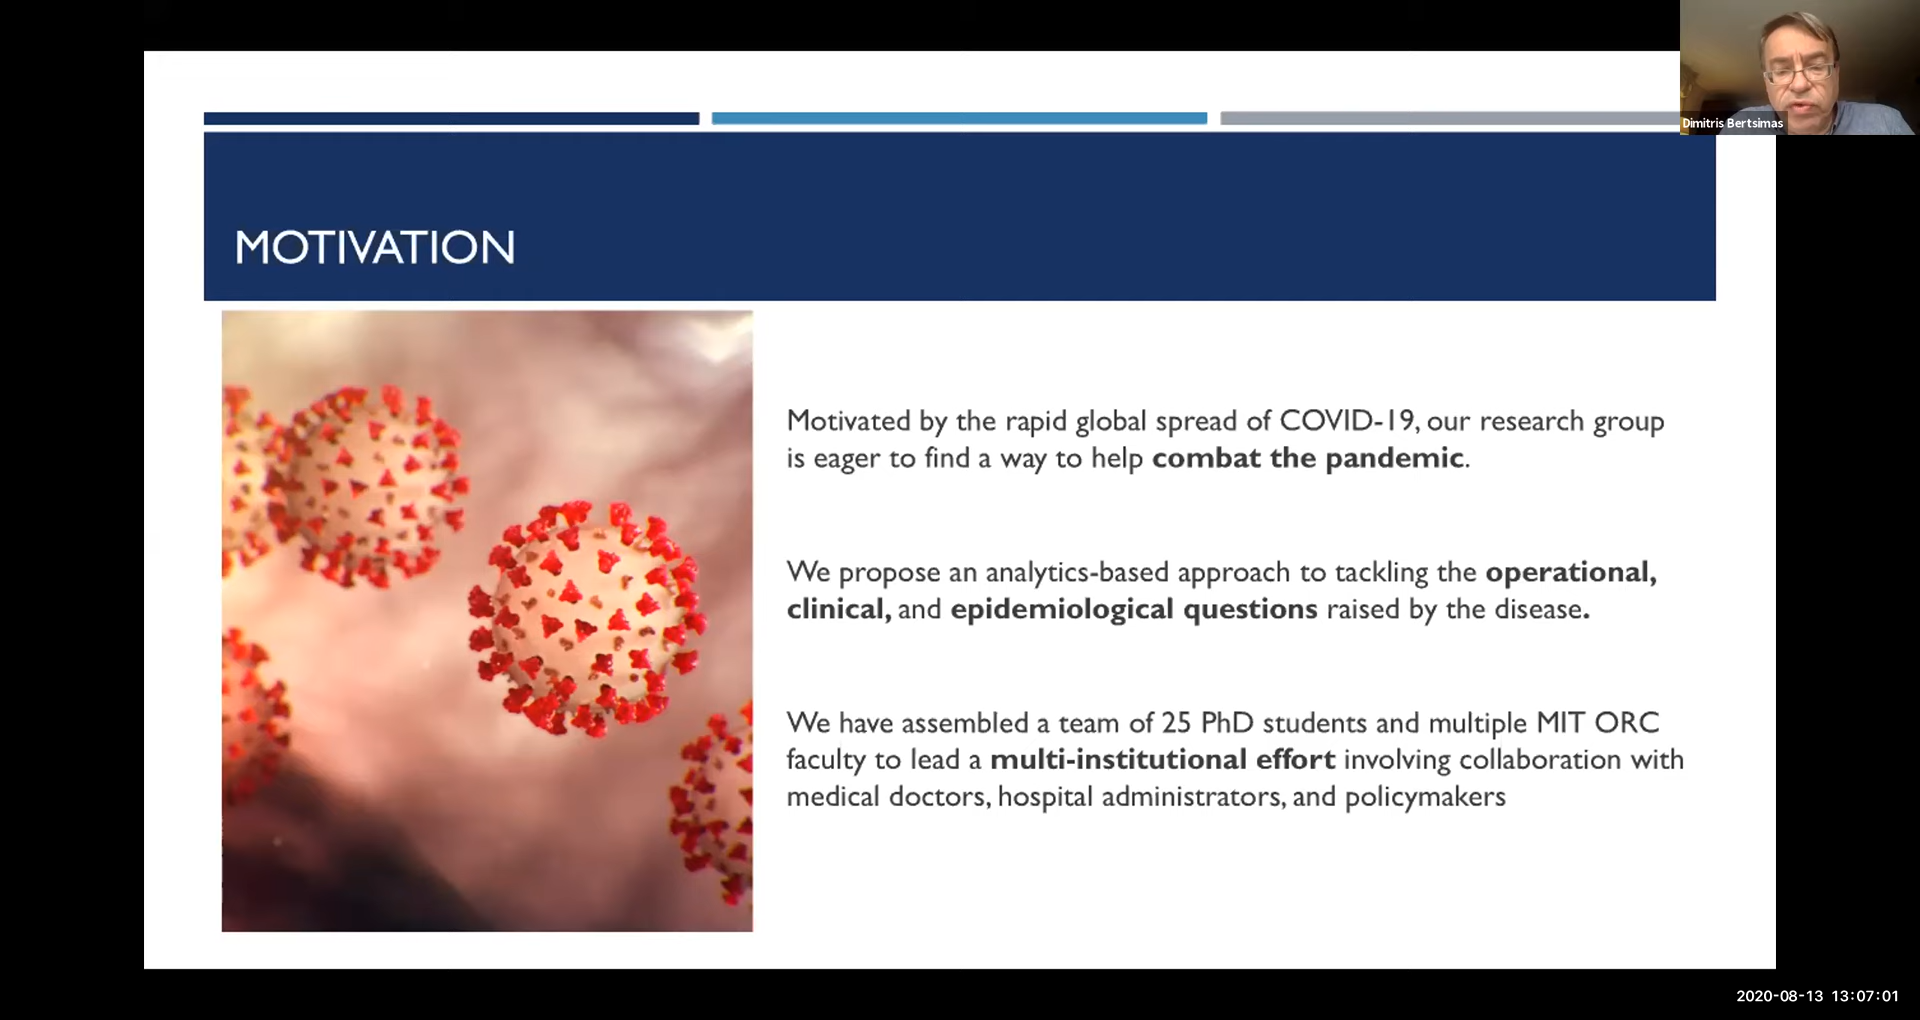 Dimitris Bertsimas
MOTIVATION
Motivated by the rapid global spread of COVID-19, our research group
is eager to find a way to help combat the pandemic.
We propose an analytics-based approach to tackling the operational,
clinical, and epidemiological questions raised by the disease.
We have assembled a team of 25 PhD students and multiple MIT ORC
faculty to lead a multi-institutional effort involving collaboration with
medical doctors, hospital administrators, and policymakers
2020-08-13 13:07:01